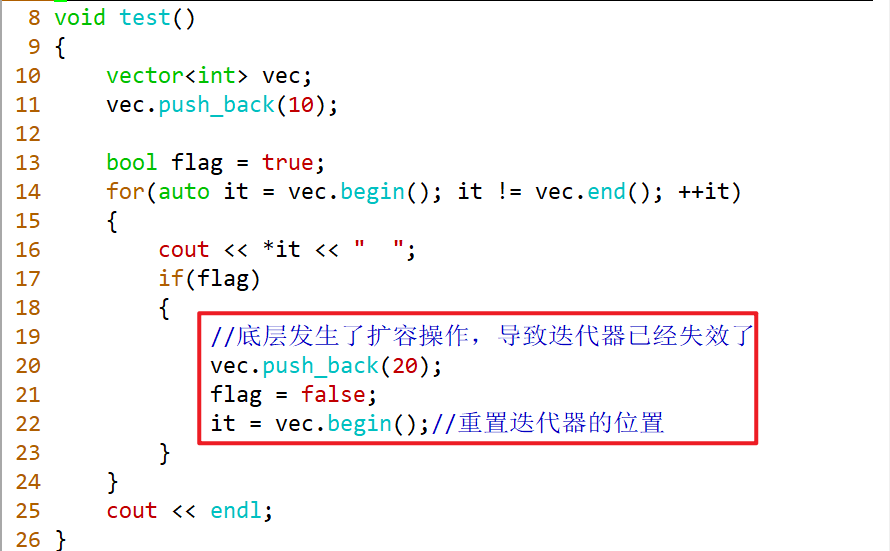 8 void test()
9 {
10     vector<int> vec;
11     vec.push_back(10);
12
13     bool flag = true;
14     for(auto it = vec.begin(); it != vec.end(); ++it)
15     {
16         cout << *it << "  ";
17         if(flag)
18         {
19             //底层发生了扩容操作，导致迭代器已经失效了
20             vec.push_back(20);
21             flag = false;
22             it = vec.begin();//重置迭代器的位置
23         }
24     }
25     cout << endl;
26 }